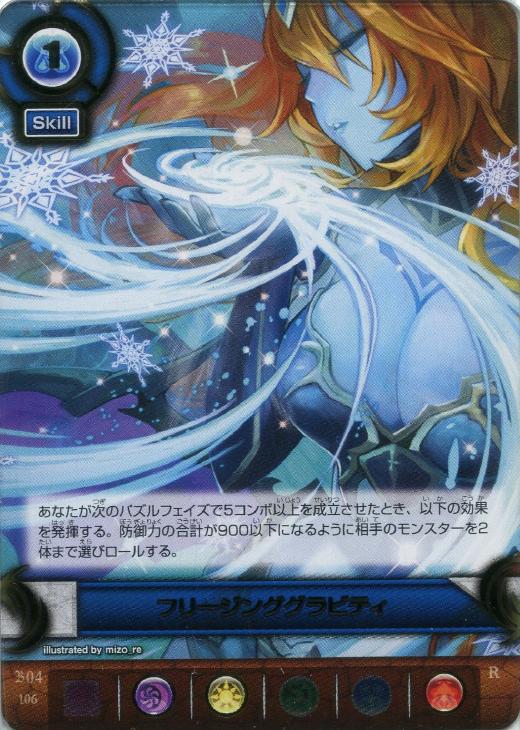 1
Skill
あなたが次のパズルフェイズで5コンボ以上を成立させたとき、以下の効果
を発揮する。防御力の合計が900以下になるように相手のモンスターを2
体まで選びロールする。
フリージンググラビティ
illustrated by mizo_re
B04
106
R